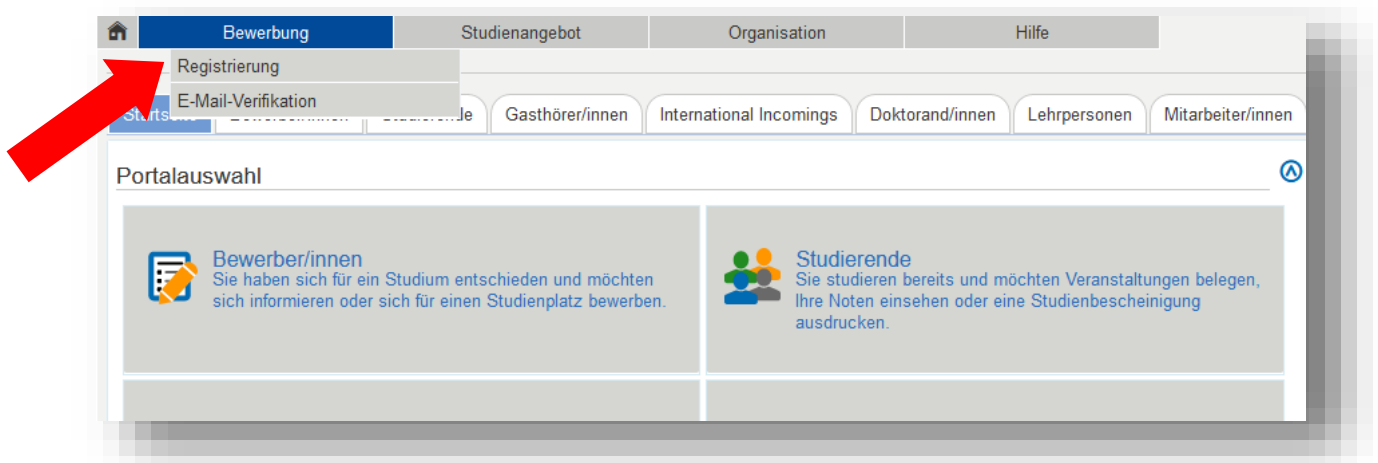 Bewerbung Studienangebot Organisation Hilfe
Registrierung
E-Mail-Verifikation
Gasthörer/innen International Incomings Doktorand/innen Lehrpersonen Mitarbeiter/innen
Portalauswahl
Bewerber/innen
Sie haben sich für ein Studium entschieden und möchten
sich informieren oder sich für einen Studienplatz bewerben.
Studierende
Sie studieren bereits und möchten Veranstaltungen belegen,
Ihre Noten einsehen oder eine Studienbescheinigung
ausdrucken.